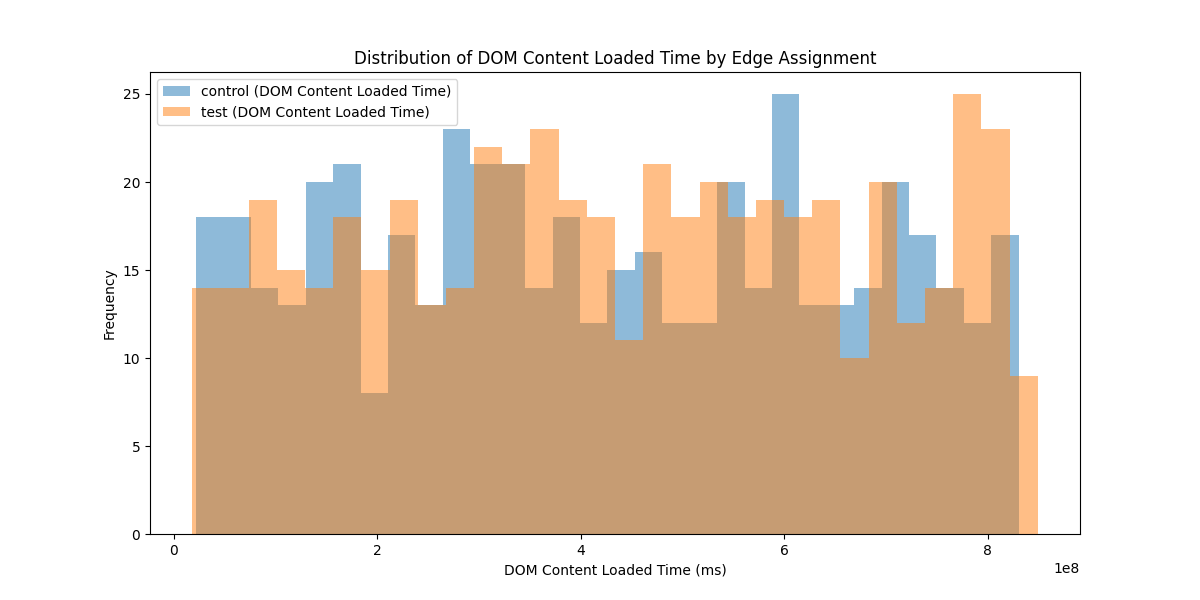 Distribution of DOM Content Loaded Time by Edge Assignment
control (DOM Content Loaded Time)
test (DOM Content Loaded Time)
Frequency
25
20
15
10
5
0
0 2 4 6 8
1e8
DOM Content Loaded Time (ms)